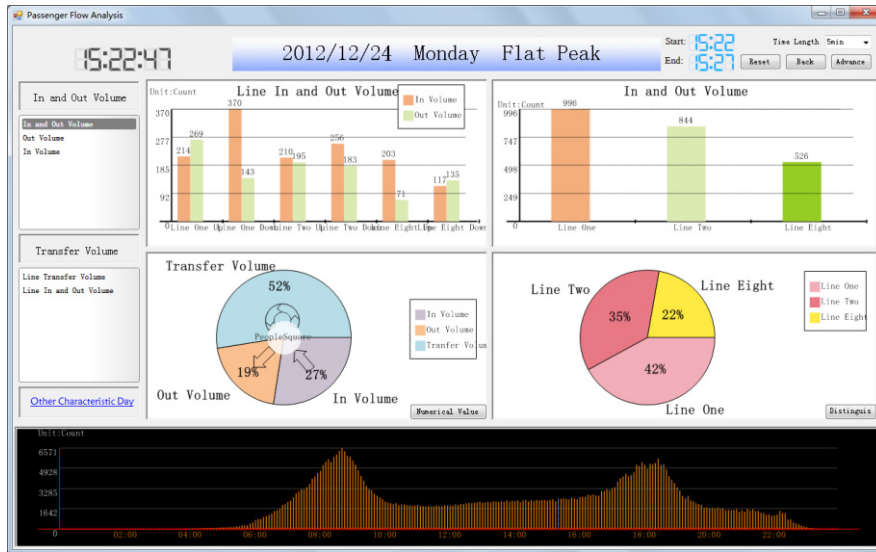 Passenger Flow Analysis
15:22:47
2012/12/24 Monday Flat Peak
Start: 15:22
End: 15:27
Time Length 5min
Reset Back Advance
In and Out Volume
In and Out Volume
Out Volume
In Volume
Transfer Volume
Line Transfer Volume
Line In and Out Volume
Other Characteristic Day
Unit:Count
Line In and Out Volume
In Volume
Out Volume
370
277
185
92
0
214
269
370
143
210
195
256
183
203
71
117
135
Line One Up
Line One Down
Line Two Up
Line Two Down
Line Eight Up
Line Eight Down
In and Out Volume
Unit:Count
996
747
498
249
0
996
844
526
Line One
Line Two
Line Eight
Transfer Volume
52%
PeopleSquare
19%
27%
Out Volume
In Volume
In Volume
Out Volume
Tranfer Volum
Numerical Value
Line Two
Line Eight
35%
22%
42%
Line One
Line One
Line Two
Line Eight
Distinguis
Unit:Count
6571
4928
3285
1642
0
02:00 04:00 06:00 08:00 10:00 12:00 14:00 16:00 18:00 20:00 22:00